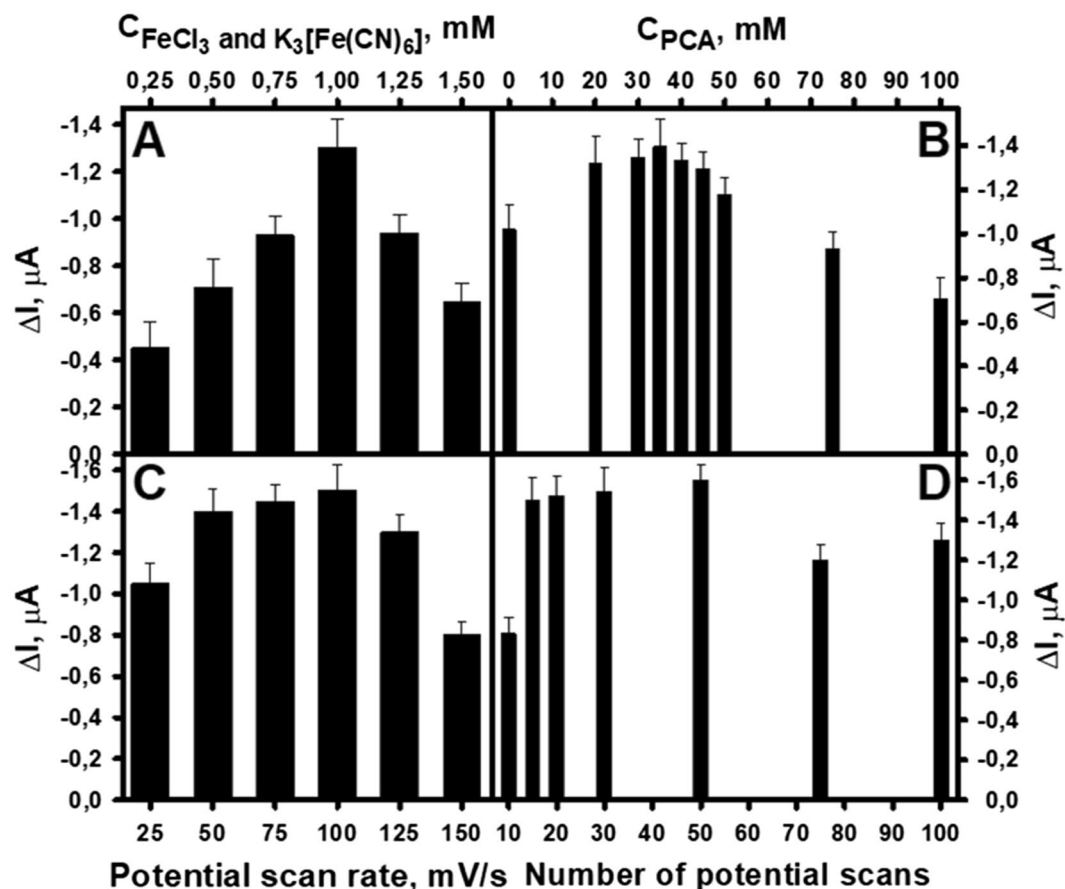 C_FeCl3 and K3[Fe(CN)6], mM
C_PCA, mM
0,25 0,50 0,75 1,00 1,25 1,50
0 10 20 30 40 50 60 70 80 90 100
A
B
-1,4
-1,2
-1,0
-0,8
-0,6
-0,4
-0,2
0,0
ΔI, µA
-1,4
-1,2
-1,0
-0,8
-0,6
-0,4
-0,2
0,0
ΔI, µA
C
D
-1,6
-1,4
-1,2
-1,0
-0,8
-0,6
-0,4
-0,2
0,0
ΔI, µA
-1,6
-1,4
-1,2
-1,0
-0,8
-0,6
-0,4
-0,2
0,0
ΔI, µA
25 50 75 100 125 150
10 20 30 40 50 60 70 80 90 100
Potential scan rate, mV/s
Number of potential scans